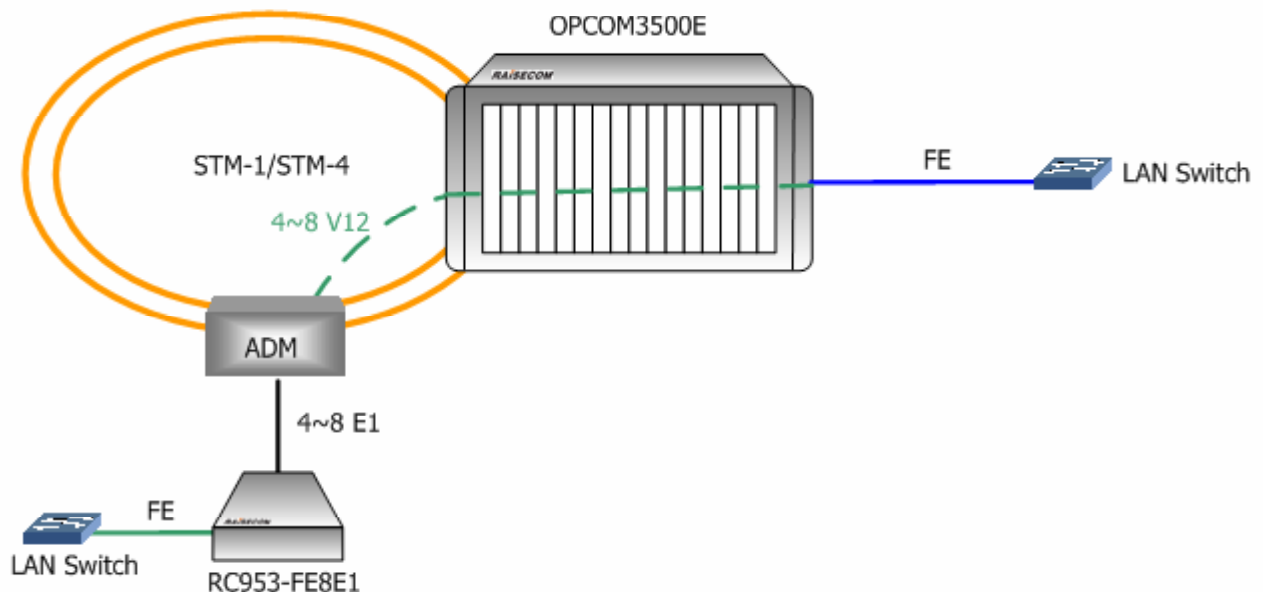 OPCOM3500E
RAISECOM
STM-1/STM-4
FE
LAN Switch
4~8 V12
ADM
4~8 E1
FE
RAISECOM
LAN Switch
RC953-FE8E1